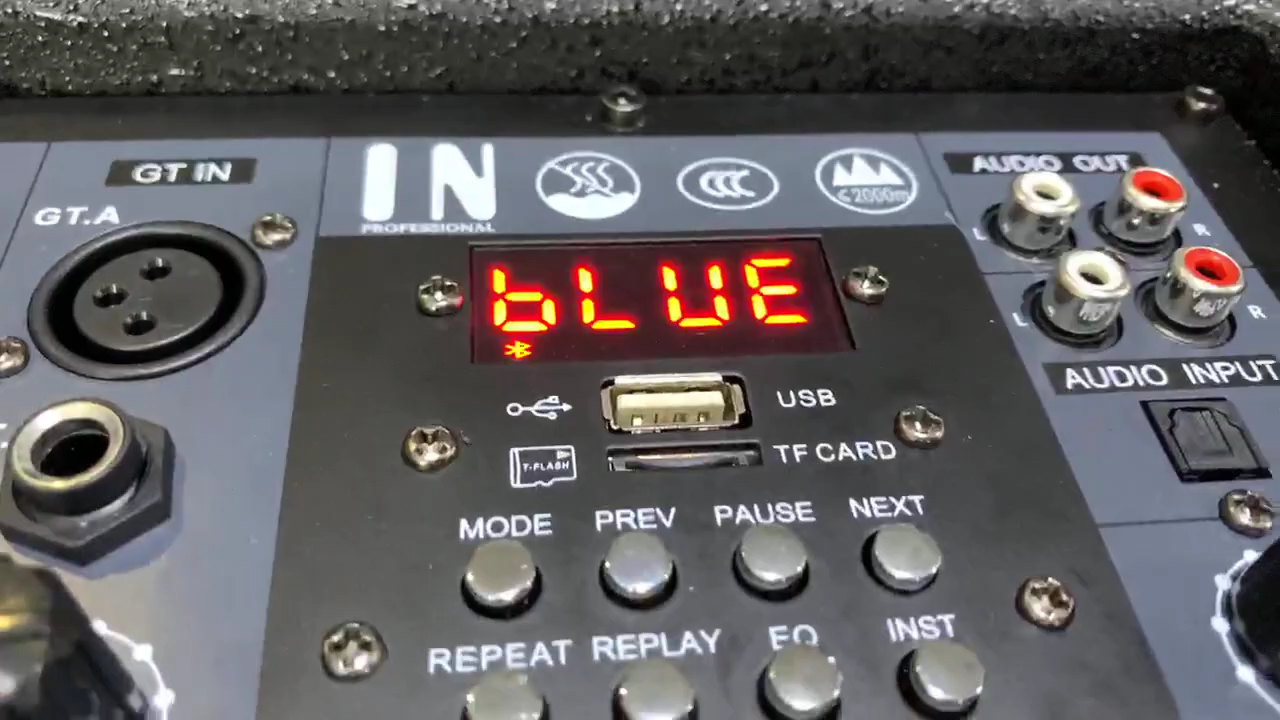 GT IN
GT.A
IN
PROFESSIONAL
CCC
≤2000m
AUDIO OUT
L
R
L
R
AUDIO INPUT
bLUE
USB
T-FLASH
TF CARD
MODE
PREV
PAUSE
NEXT
REPEAT
REPLAY
EQ
INST